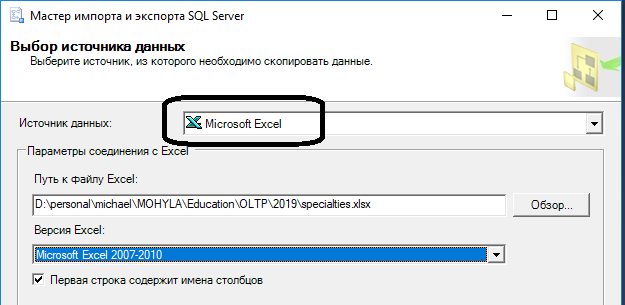 Мастер импорта и экспорта SQL Server
Выбор источника данных
Выберите источник, из которого необходимо скопировать данные.
Источник данных:
Microsoft Excel
Параметры соединения с Excel
Путь к файлу Excel:
D:\personal\michael\MOHYLA\Education\OLTP\2019\specialties.xlsx
Обзор...
Версия Excel:
Microsoft Excel 2007-2010
Первая строка содержит имена столбцов